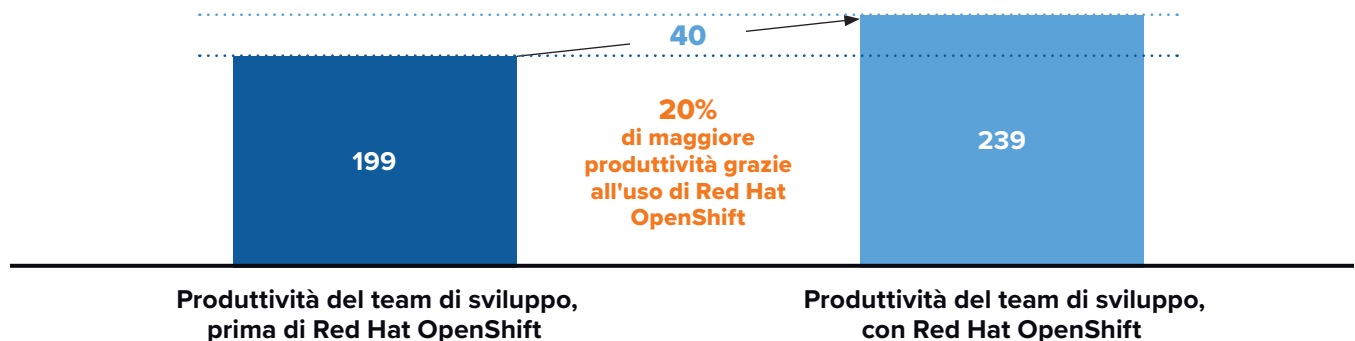 40
199
20%
di maggiore
produttività grazie
all'uso di Red Hat
OpenShift
239
Produttività del team di sviluppo,
prima di Red Hat OpenShift
Produttività del team di sviluppo,
con Red Hat OpenShift